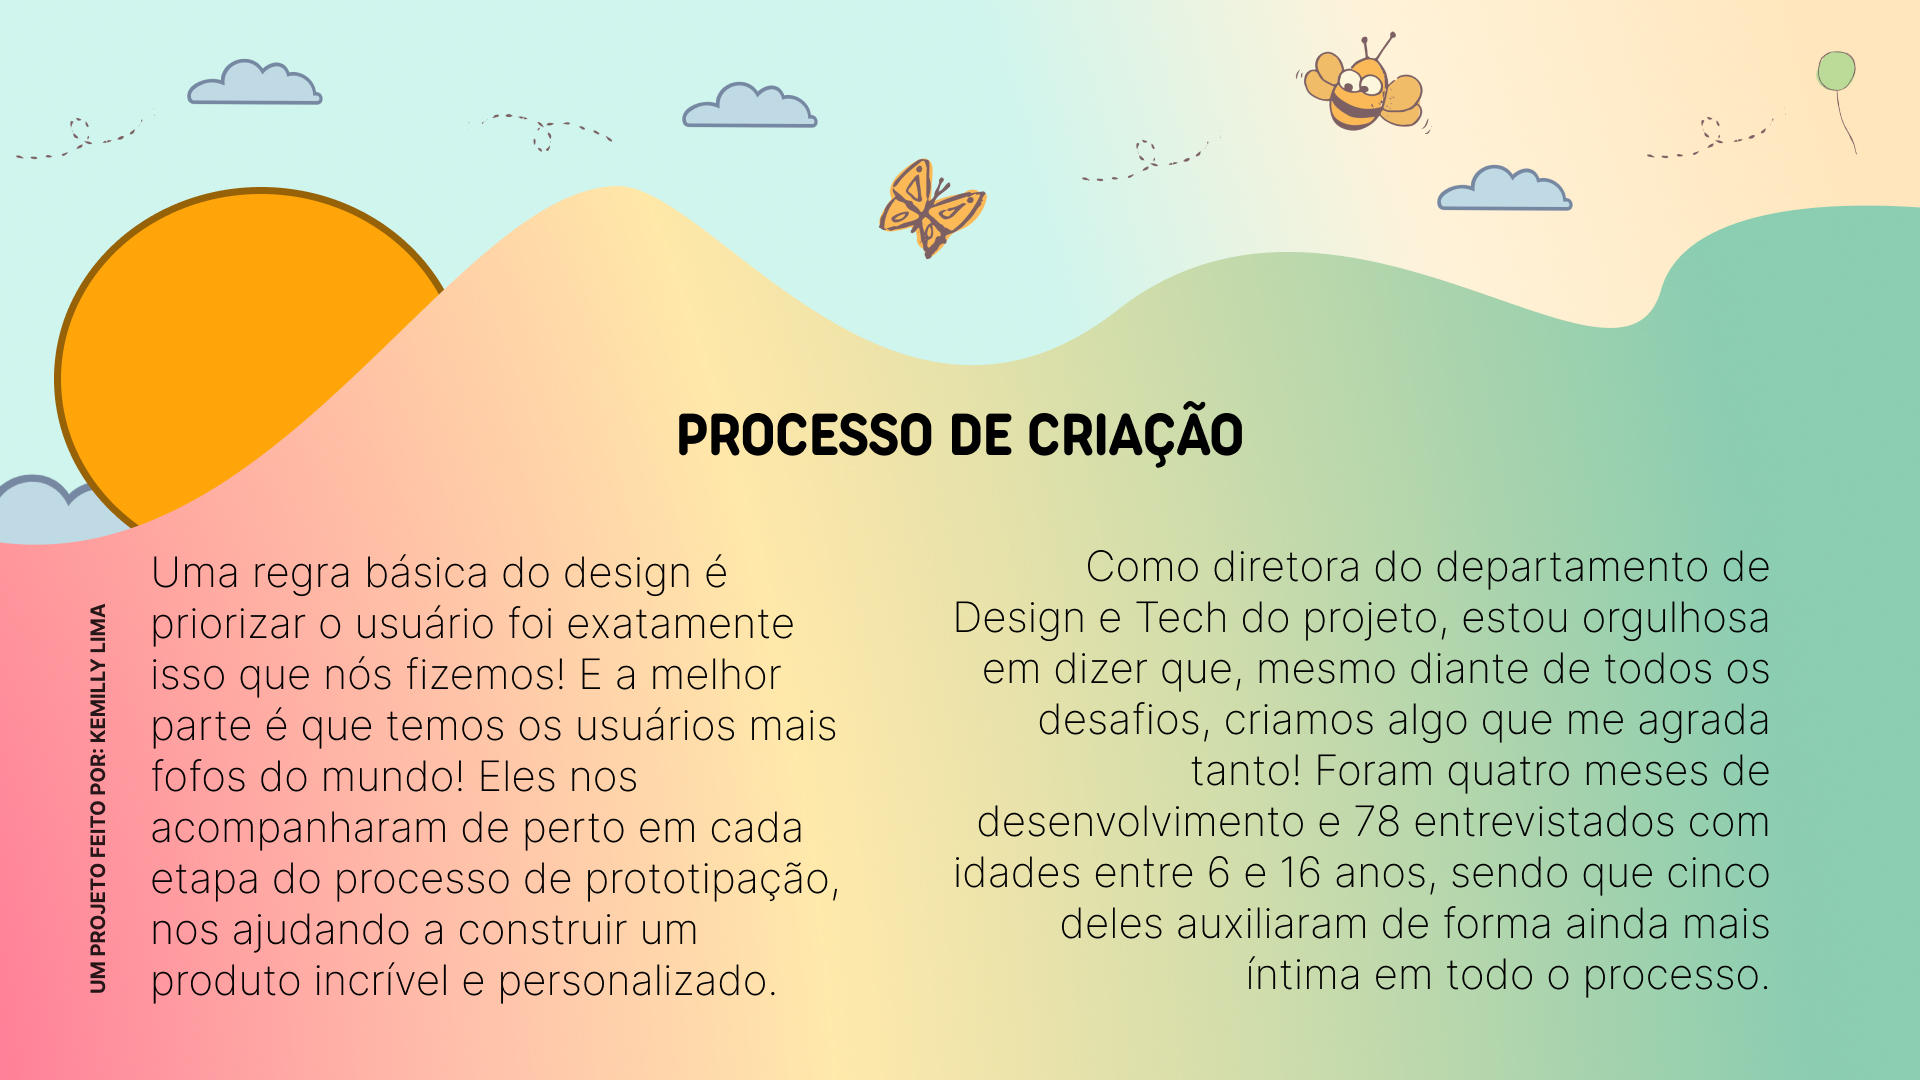 PROCESSO DE CRIAÇÃO
Uma regra básica do design é
priorizar o usuário foi exatamente
isso que nós fizemos! E a melhor
parte é que temos os usuários mais
fofos do mundo! Eles nos
acompanharam de perto em cada
etapa do processo de prototipação,
nos ajudando a construir um
produto incrível e personalizado.
Como diretora do departamento de
Design e Tech do projeto, estou orgulhosa
em dizer que, mesmo diante de todos os
desafios, criamos algo que me agrada
tanto! Foram quatro meses de
desenvolvimento e 78 entrevistados com
idades entre 6 e 16 anos, sendo que cinco
deles auxiliaram de forma ainda mais
íntima em todo o processo.
UM PROJETO FEITO POR: KEMILLY LIMA